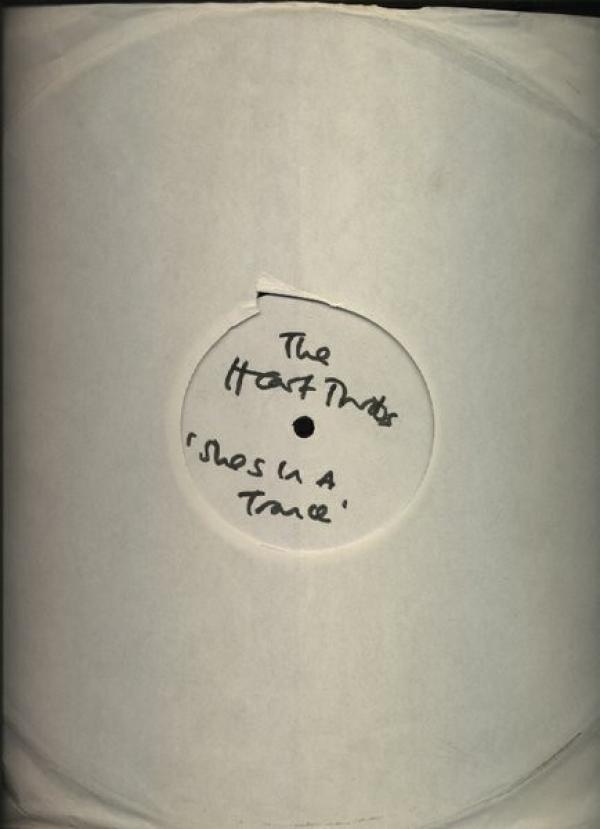 The
Heart Throbs
'Shes In A
Trance'